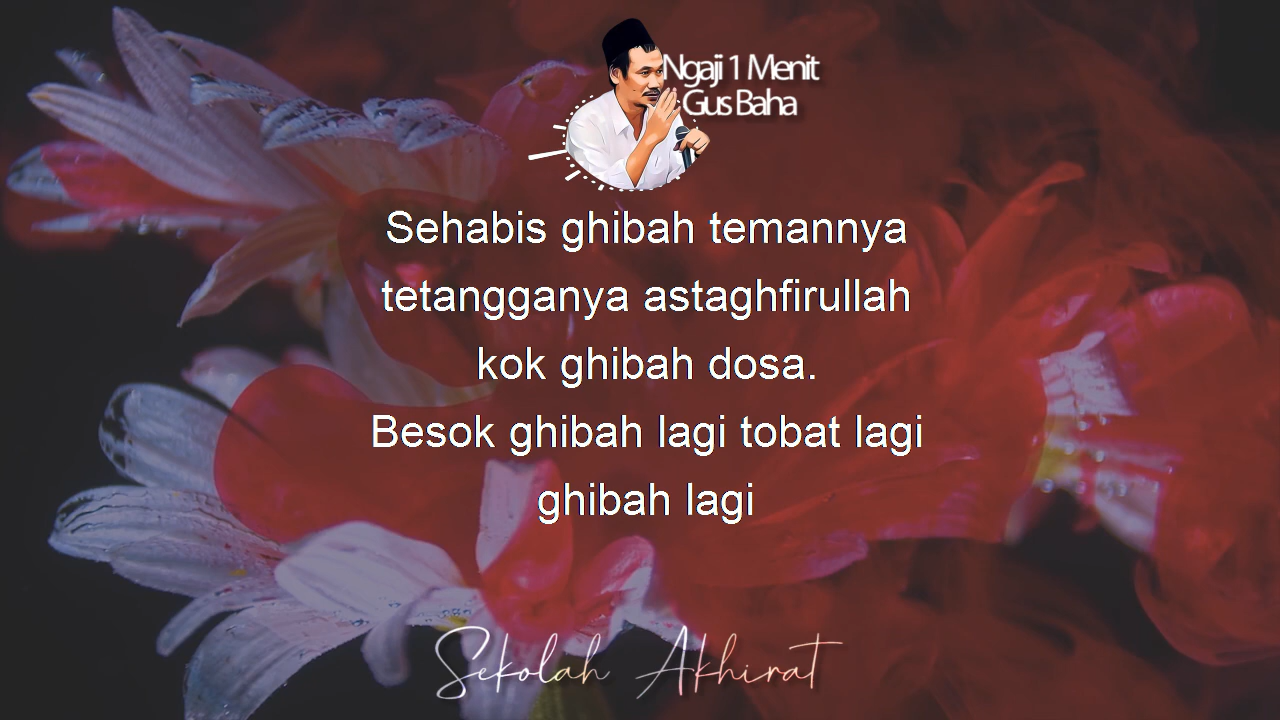 Ngaji 1 Menit
Gus Baha
Sehabis ghibah temannya
tetangganya astaghfirullah
kok ghibah dosa.
Besok ghibah lagi tobat lagi
ghibah lagi
Sekolah Akhirat